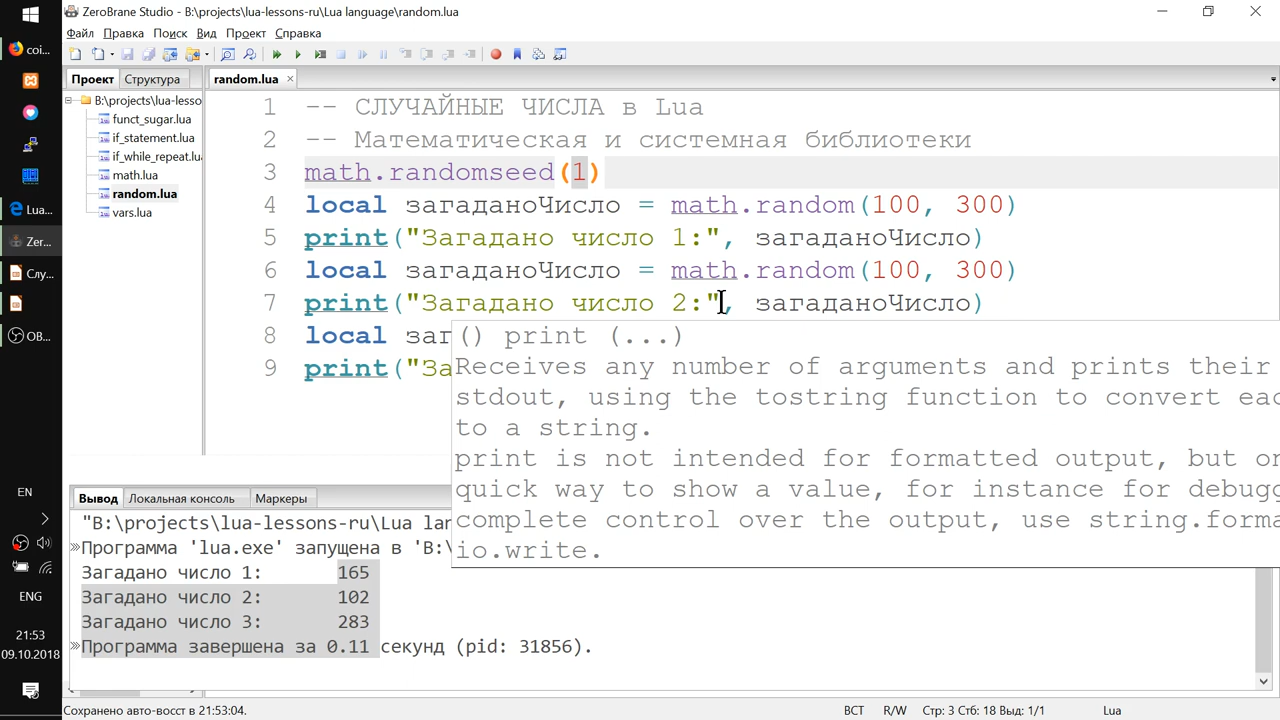 ZeroBrane Studio - B:\projects\lua-lessons-ru\Lua language\random.lua
Файл Правка Поиск Вид Проект Справка
Проект Структура
random.lua
B:\projects\lua-lesso
funct_sugar.lua
if_statement.lua
if_while_repeat.lu
math.lua
random.lua
vars.lua
1 -- СЛУЧАЙНЫЕ ЧИСЛА в Lua
2 -- Математическая и системная библиотеки
3 math.randomseed(1)
4 local загаданоЧисло = math.random(100, 300)
5 print("Загадано число 1:", загаданоЧисло)
6 local загаданоЧисло = math.random(100, 300)
7 print("Загадано число 2:", загаданоЧисло)
8 local заг
9 print("За
() print (...)
Receives any number of arguments and prints their
stdout, using the tostring function to convert eac
to a string.
print is not intended for formatted output, but on
quick way to show a value, for instance for debugg
complete control over the output, use string.forma
io.write.
Вывод Локальная консоль Маркеры
"B:\projects\lua-lessons-ru\Lua lan
Программа 'lua.exe' запущена в 'B:\
Загадано число 1: 165
Загадано число 2: 102
Загадано число 3: 283
Программа завершена за 0.11 секунд (pid: 31856).
Сохранено авто-восст в 21:53:04.
ВСТ R/W Стр: 3 Стб: 18 Выд: 1/1 Lua
coi...
Lua...
Zer...
Слу...
OB...
EN
ENG
21:53
09.10.2018